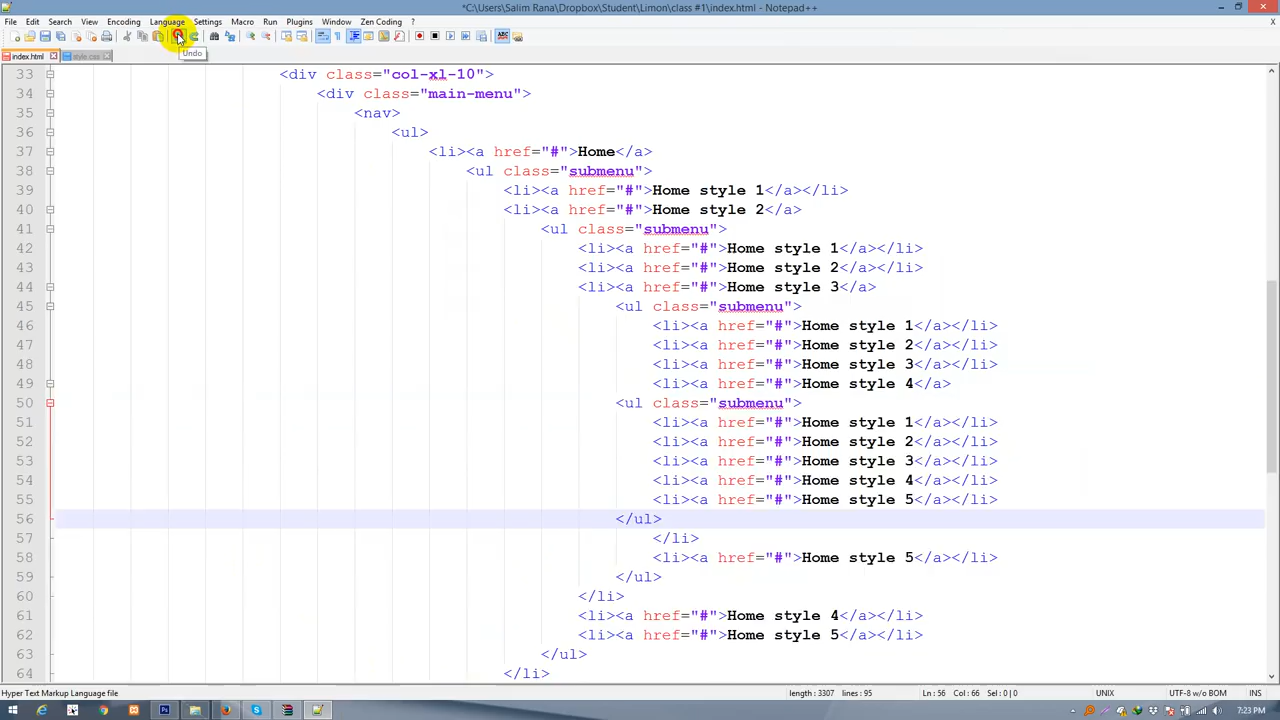 *C:\Users\Salim Rana\Dropbox\Student\Limon\class #1\index.html - Notepad++
File Edit Search View Encoding Language Settings Macro Run Plugins Window Zen Coding ? X
index.html style.css
Undo
33 <div class="col-xl-10">
34 <div class="main-menu">
35 <nav>
36 <ul>
37 <li><a href="#">Home</a>
38 <ul class="submenu">
39 <li><a href="#">Home style 1</a></li>
40 <li><a href="#">Home style 2</a>
41 <ul class="submenu">
42 <li><a href="#">Home style 1</a></li>
43 <li><a href="#">Home style 2</a></li>
44 <li><a href="#">Home style 3</a>
45 <ul class="submenu">
46 <li><a href="#">Home style 1</a></li>
47 <li><a href="#">Home style 2</a></li>
48 <li><a href="#">Home style 3</a></li>
49 <li><a href="#">Home style 4</a>
50 <ul class="submenu">
51 <li><a href="#">Home style 1</a></li>
52 <li><a href="#">Home style 2</a></li>
53 <li><a href="#">Home style 3</a></li>
54 <li><a href="#">Home style 4</a></li>
55 <li><a href="#">Home style 5</a></li>
56 </ul>
57 </li>
58 <li><a href="#">Home style 5</a></li>
59 </ul>
60 </li>
61 <li><a href="#">Home style 4</a></li>
62 <li><a href="#">Home style 5</a></li>
63 </ul>
64 </li>
Hyper Text Markup Language file length : 3307 lines : 95 Ln : 56 Col : 66 Sel : 0 | 0 UNIX UTF-8 w/o BOM INS
7:23 PM